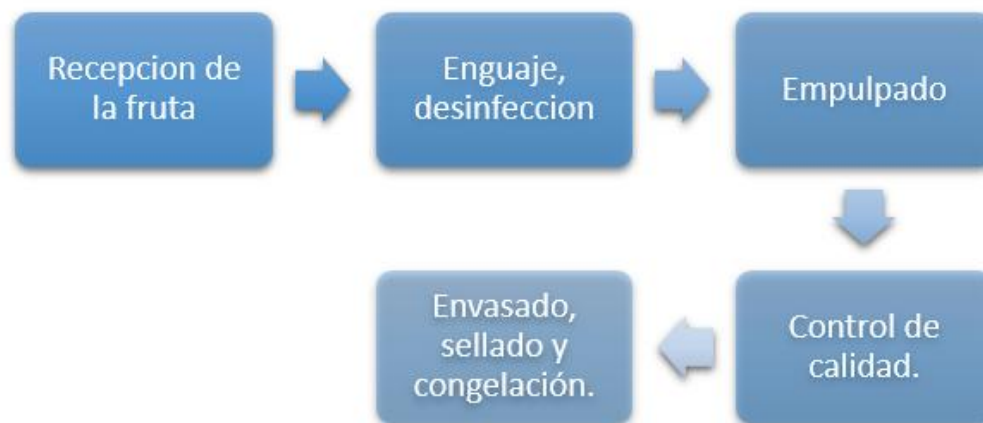 Recepcion de
la fruta
Enguaje,
desinfeccion
Empulpado
Control de
calidad.
Envasado,
sellado y
congelación.